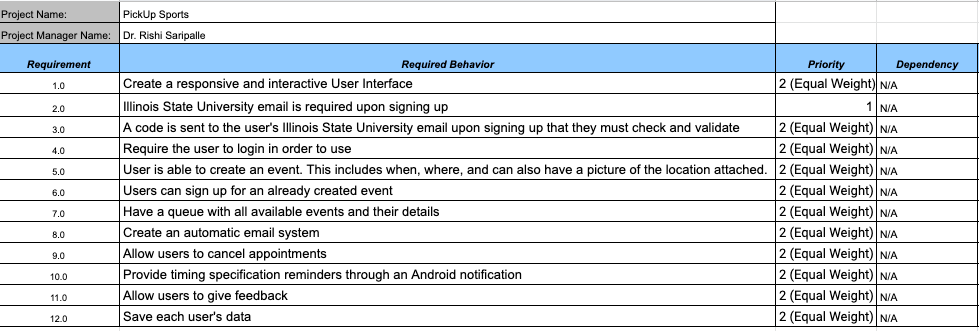 Project Name: PickUp Sports
Project Manager Name: Dr. Rishi Saripalle
Requirement Required Behavior Priority Dependency
1.0 Create a responsive and interactive User Interface 2 (Equal Weight) N/A
2.0 Illinois State University email is required upon signing up 1 N/A
3.0 A code is sent to the user's Illinois State University email upon signing up that they must check and validate 2 (Equal Weight) N/A
4.0 Require the user to login in order to use 2 (Equal Weight) N/A
5.0 User is able to create an event. This includes when, where, and can also have a picture of the location attached. 2 (Equal Weight) N/A
6.0 Users can sign up for an already created event 2 (Equal Weight) N/A
7.0 Have a queue with all available events and their details 2 (Equal Weight) N/A
8.0 Create an automatic email system 2 (Equal Weight) N/A
9.0 Allow users to cancel appointments 2 (Equal Weight) N/A
10.0 Provide timing specification reminders through an Android notification 2 (Equal Weight) N/A
11.0 Allow users to give feedback 2 (Equal Weight) N/A
12.0 Save each user's data 2 (Equal Weight) N/A